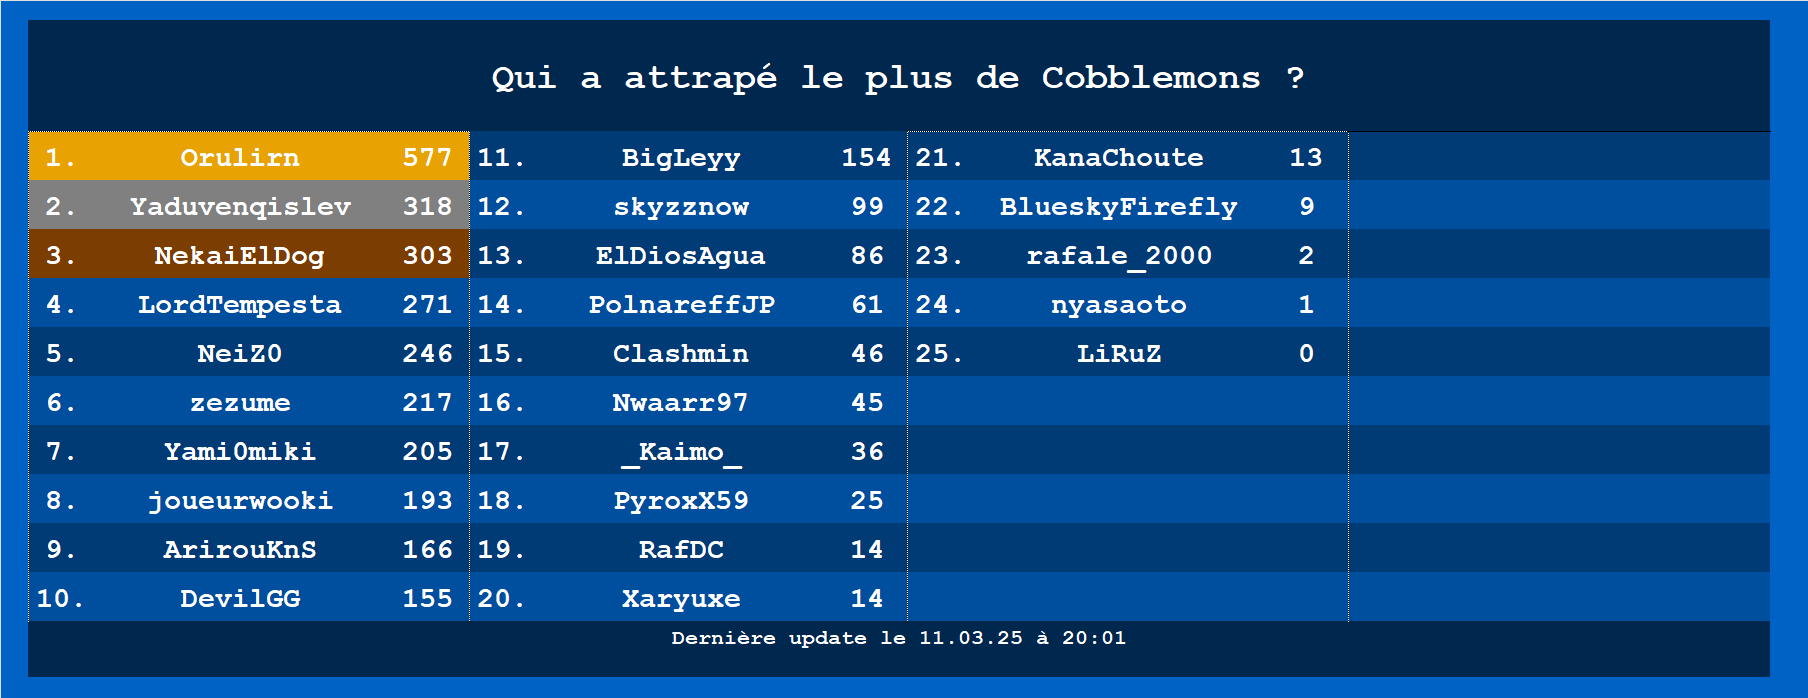 Qui a attrapé le plus de Cobblemons ?
1. Orulirn 577
2. Yaduvenqislev 318
3. NekaiElDog 303
4. LordTempesta 271
5. NeiZ0 246
6. zezume 217
7. Yami0miki 205
8. joueurwooki 193
9. ArirouKnS 166
10. DevilGG 155
11. BigLeyy 154
12. skyzznow 99
13. ElDiosAgua 86
14. PolnareffJP 61
15. Clashmin 46
16. Nwaarr97 45
17. _Kaimo_ 36
18. PyroxX59 25
19. RafDC 14
20. Xaryuxe 14
21. KanaChoute 13
22. BlueskyFirefly 9
23. rafale_2000 2
24. nyasaoto 1
25. LiRuZ 0
Dernière update le 11.03.25 à 20:01